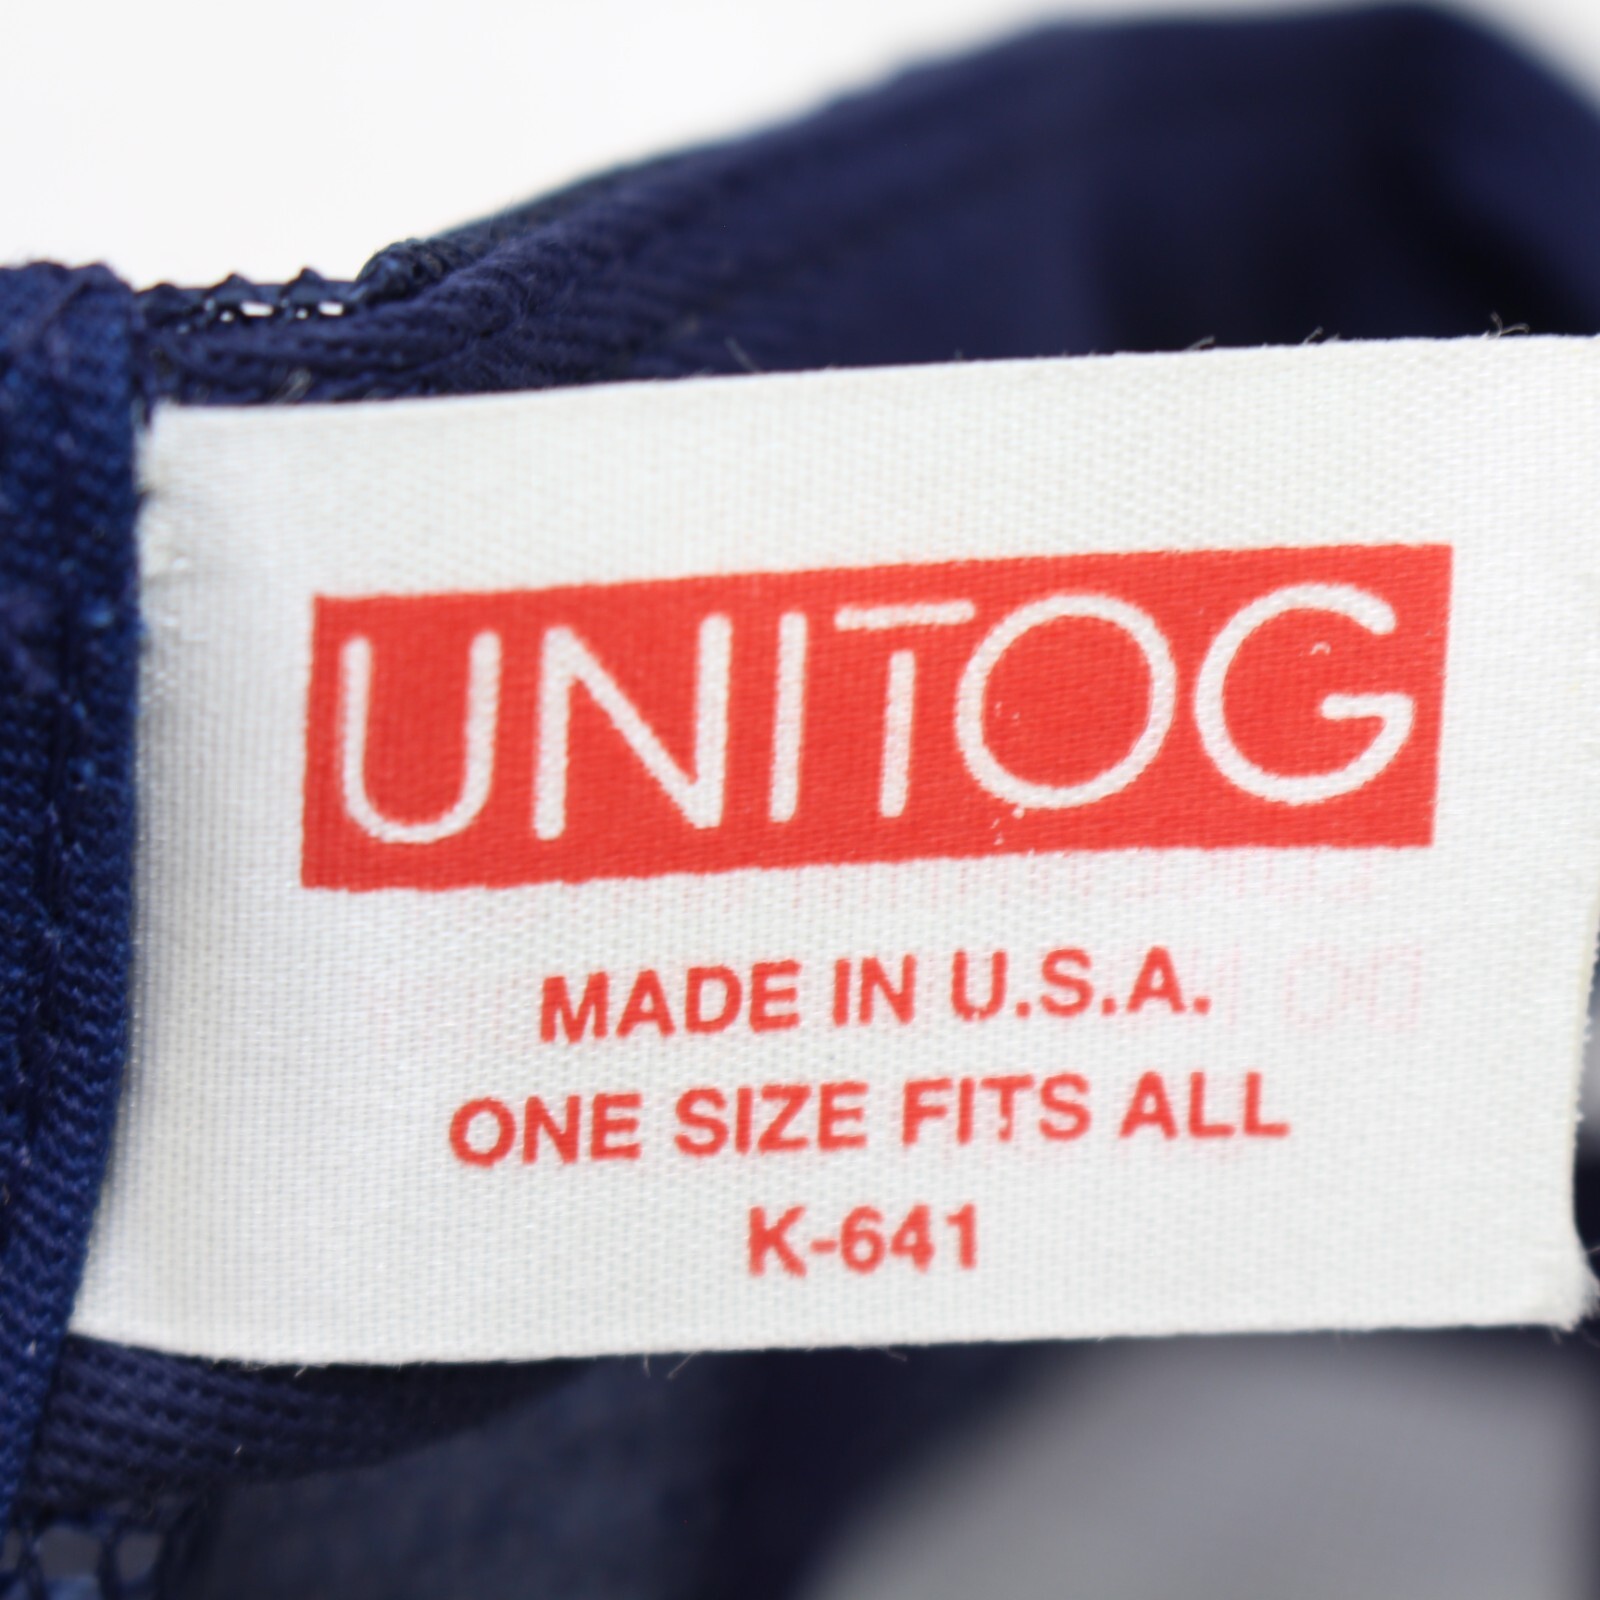 UNITOG
MADE IN U.S.A.
ONE SIZE FITS ALL
K-641